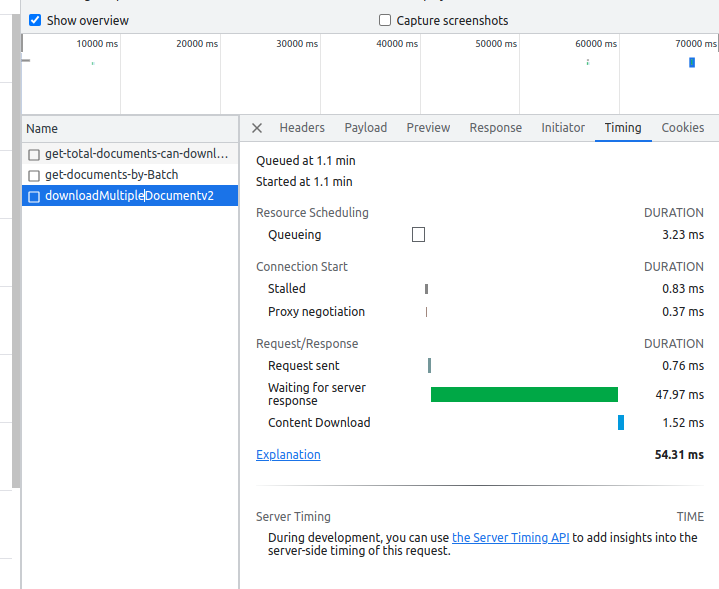 Show overview
Capture screenshots
10000 ms
20000 ms
30000 ms
40000 ms
50000 ms
60000 ms
70000 ms
Name
Headers
Payload
Preview
Response
Initiator
Timing
Cookies
get-total-documents-can-downl...
get-documents-by-Batch
downloadMultipleDocumentv2
Queued at 1.1 min
Started at 1.1 min
Resource Scheduling DURATION
Queueing 3.23 ms
Connection Start DURATION
Stalled 0.83 ms
Proxy negotiation 0.37 ms
Request/Response DURATION
Request sent 0.76 ms
Waiting for server
response 47.97 ms
Content Download 1.52 ms
Explanation 54.31 ms
Server Timing TIME
During development, you can use the Server Timing API to add insights into the
server-side timing of this request.